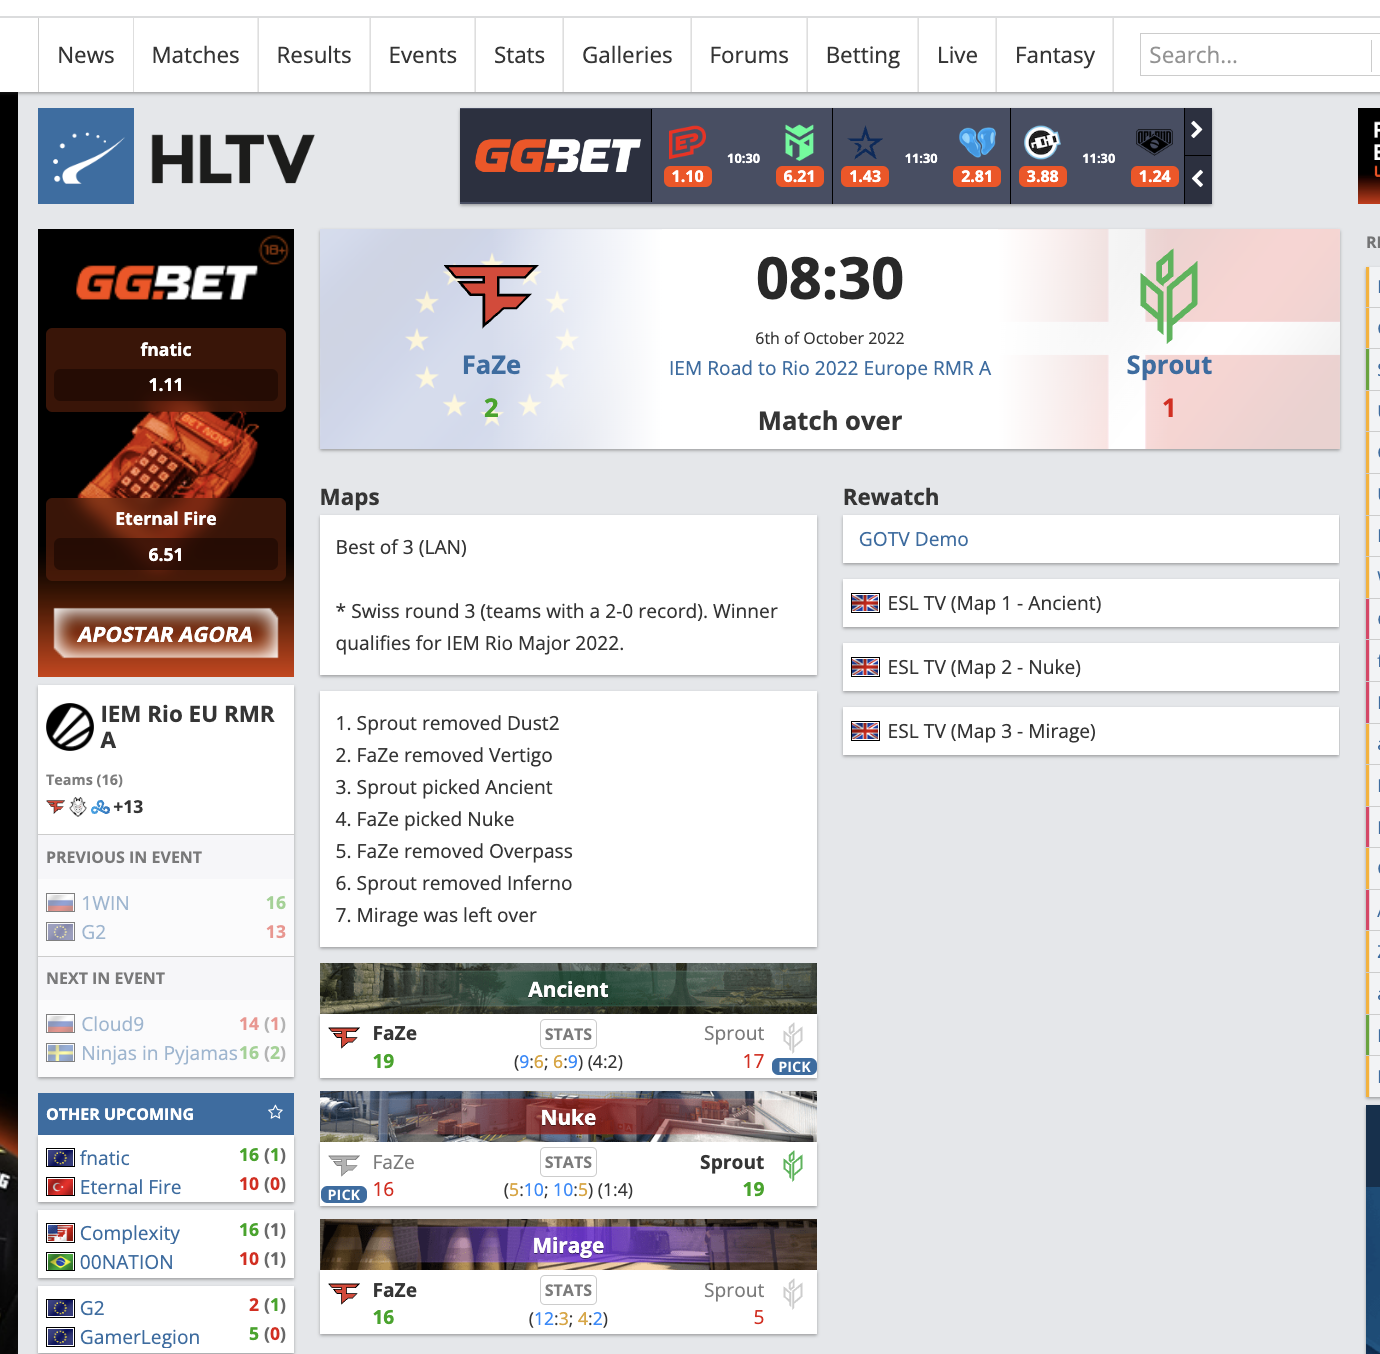 News Matches Results Events Stats Galleries Forums Betting Live Fantasy Search...
HLTV
GG.BET
10:30
1.10 6.21
11:30
1.43 2.81
11:30
3.88 1.24
18+
GG.BET
fnatic
1.11
BET NOW
Eternal Fire
6.51
APOSTAR AGORA
IEM Rio EU RMR
A
Teams (16)
+13
PREVIOUS IN EVENT
1WIN 16
G2 13
NEXT IN EVENT
Cloud9 14 (1)
Ninjas in Pyjamas 16 (2)
OTHER UPCOMING
fnatic 16 (1)
Eternal Fire 10 (0)
Complexity 16 (1)
00NATION 10 (1)
G2 2 (1)
GamerLegion 5 (0)
08:30
6th of October 2022
IEM Road to Rio 2022 Europe RMR A
Match over
FaZe
2
Sprout
1
Maps
Best of 3 (LAN)
* Swiss round 3 (teams with a 2-0 record). Winner
qualifies for IEM Rio Major 2022.
1. Sprout removed Dust2
2. FaZe removed Vertigo
3. Sprout picked Ancient
4. FaZe picked Nuke
5. FaZe removed Overpass
6. Sprout removed Inferno
7. Mirage was left over
Ancient
FaZe STATS Sprout
19 (9:6; 6:9) (4:2) 17 PICK
Nuke
FaZe STATS Sprout
PICK 16 (5:10; 10:5) (1:4) 19
Mirage
FaZe STATS Sprout
16 (12:3; 4:2) 5
Rewatch
GOTV Demo
ESL TV (Map 1 - Ancient)
ESL TV (Map 2 - Nuke)
ESL TV (Map 3 - Mirage)